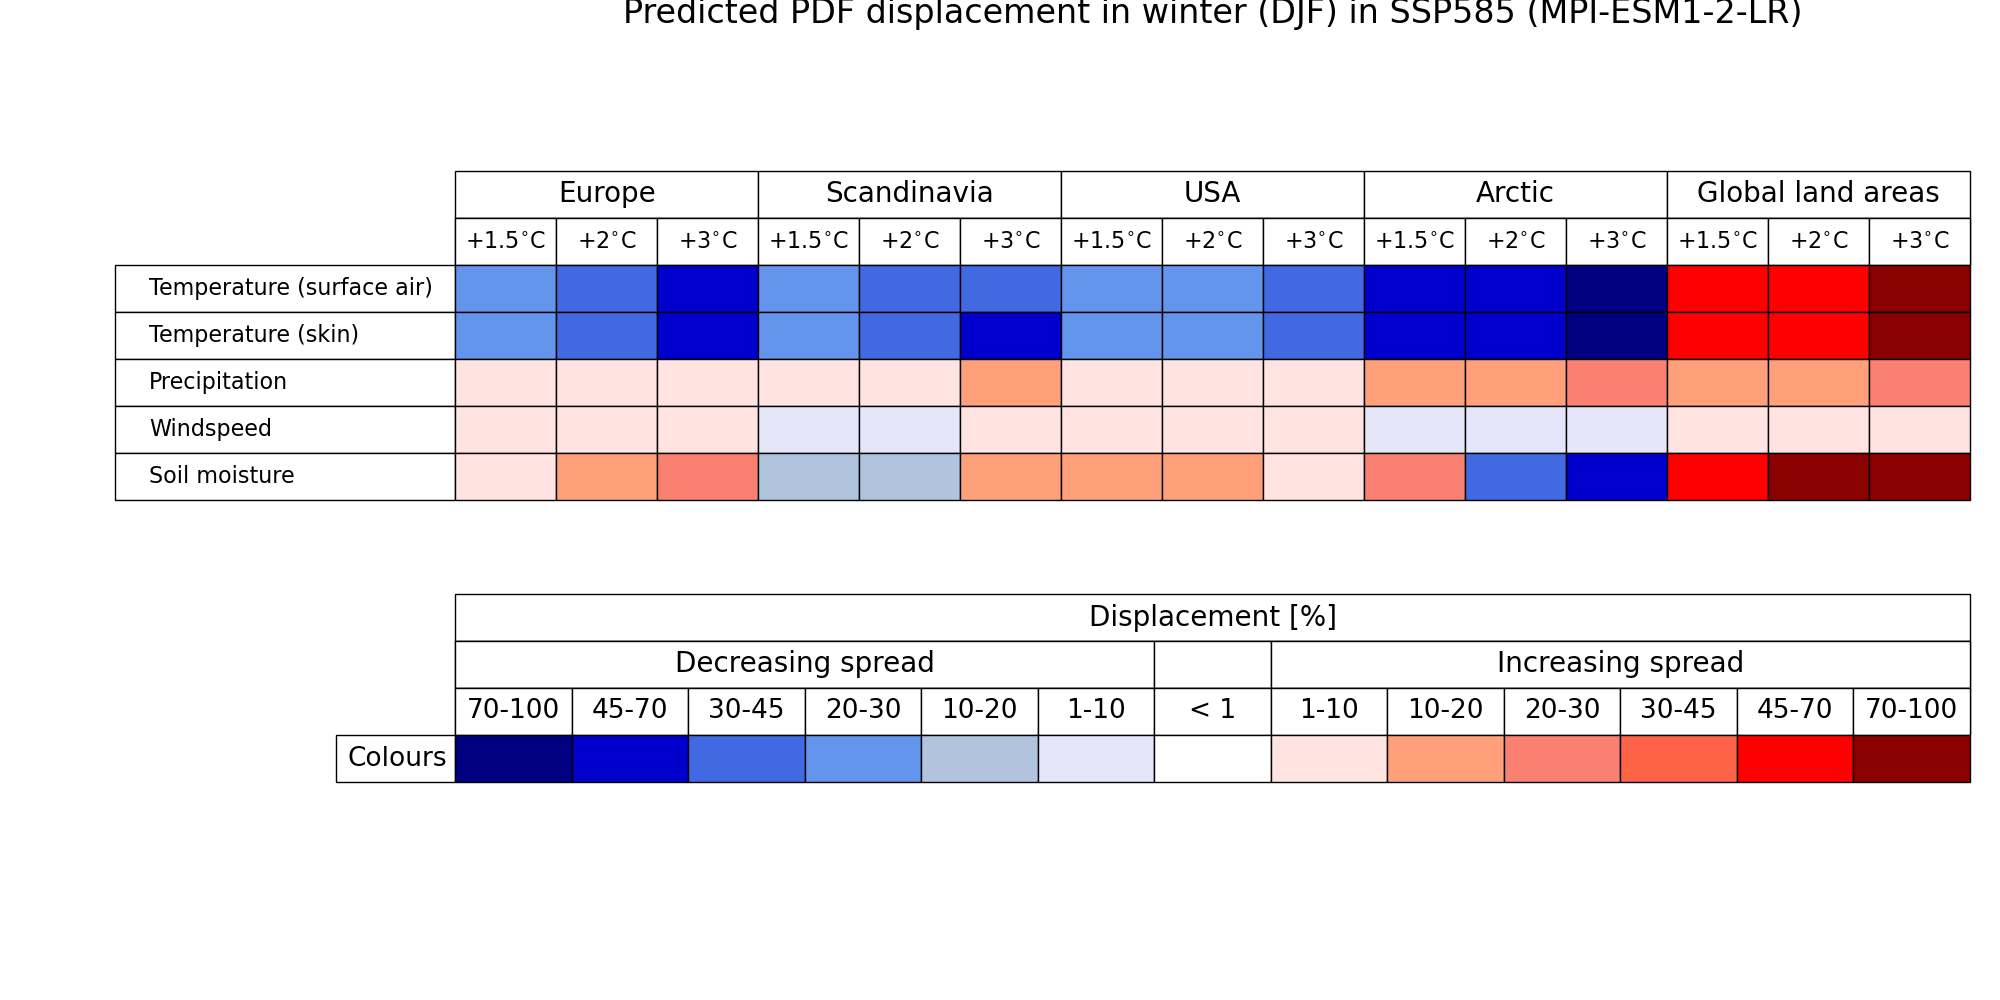 Predicted PDF displacement in winter (DJF) in SSP585 (MPI-ESM1-2-LR)
Europe Scandinavia USA Arctic Global land areas
+1.5°C +2°C +3°C +1.5°C +2°C +3°C +1.5°C +2°C +3°C +1.5°C +2°C +3°C +1.5°C +2°C +3°C
Temperature (surface air)
Temperature (skin)
Precipitation
Windspeed
Soil moisture
Displacement [%]
Decreasing spread Increasing spread
70-100 45-70 30-45 20-30 10-20 1-10 < 1 1-10 10-20 20-30 30-45 45-70 70-100
Colours